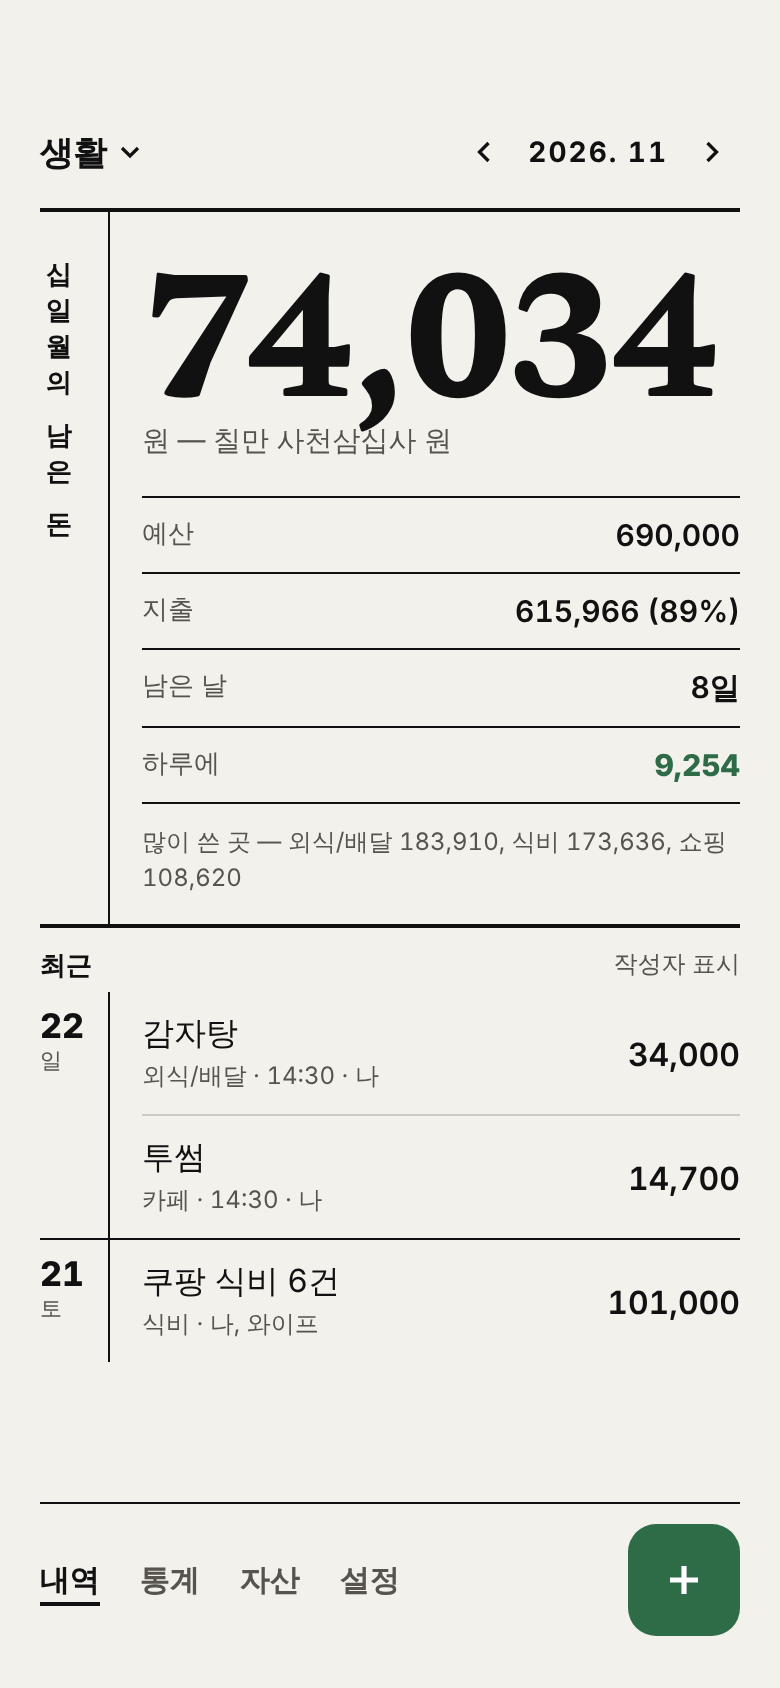 생활
2026. 11
십일월의 남은 돈
74,034
원 — 칠만 사천삼십사 원
예산 690,000
지출 615,966 (89%)
남은 날 8일
하루에 9,254
많이 쓴 곳 — 외식/배달 183,910, 식비 173,636, 쇼핑
108,620
최근 작성자 표시
22
일
감자탕
외식/배달 · 14:30 · 나
34,000
투썸
카페 · 14:30 · 나
14,700
21
토
쿠팡 식비 6건
식비 · 나, 와이프
101,000
내역 통계 자산 설정
+